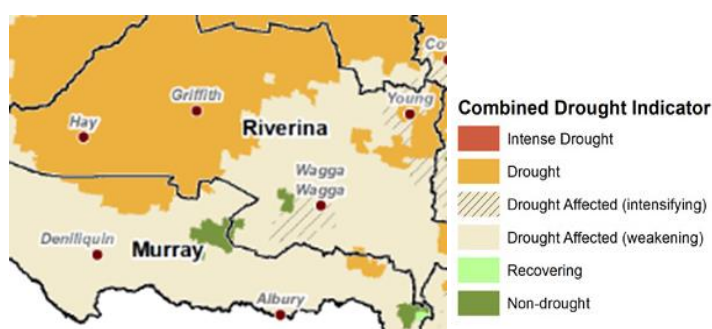 Co
Griffith
Young
Hay
Riverina
Wagga
Wagga
Deniliquin
Murray
Albury
Combined Drought Indicator
Intense Drought
Drought
Drought Affected (intensifying)
Drought Affected (weakening)
Recovering
Non-drought